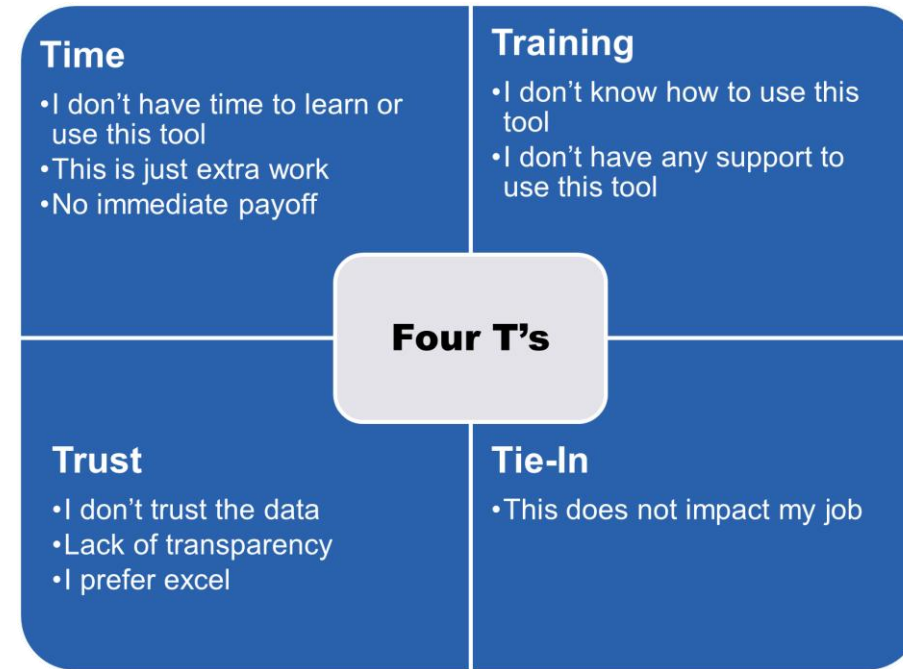 Time
•I don’t have time to learn or
use this tool
•This is just extra work
•No immediate payoff
Training
•I don’t know how to use this
tool
•I don’t have any support to
use this tool
Four T’s
Trust
•I don’t trust the data
•Lack of transparency
•I prefer excel
Tie-In
•This does not impact my job